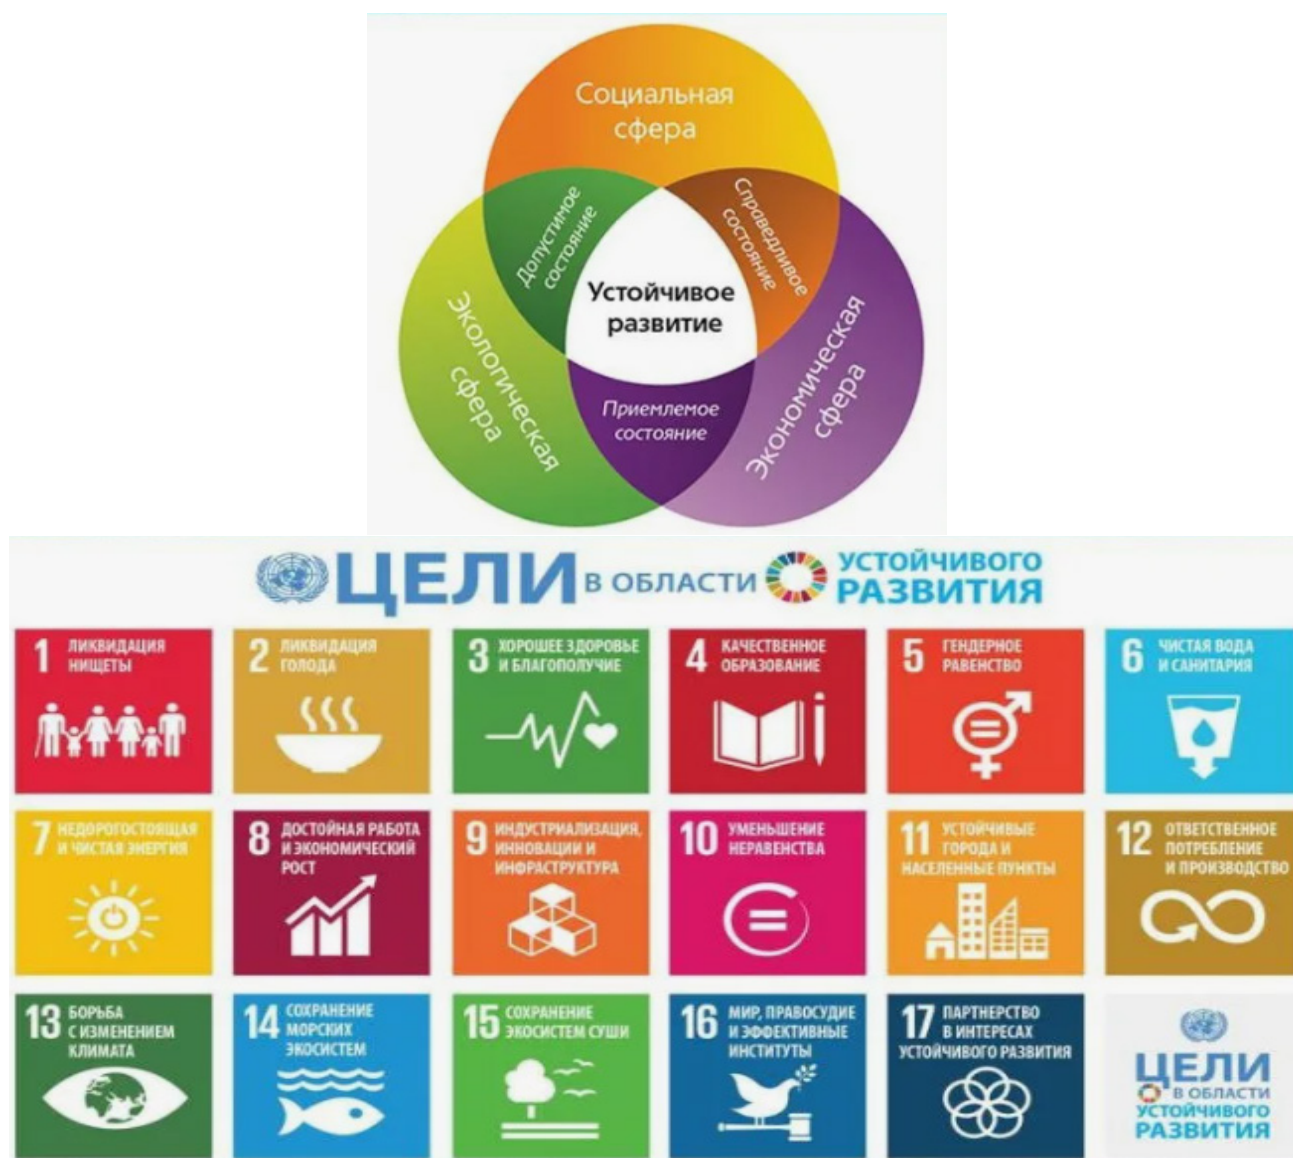 Социальная
сфера
Допустимое
состояние
Справедливое
состояние
Устойчивое
развитие
Экологическая
сфера
Экономическая
сфера
Приемлемое
состояние
ЦЕЛИ В ОБЛАСТИ УСТОЙЧИВОГО
РАЗВИТИЯ
1 ЛИКВИДАЦИЯ
НИЩЕТЫ
2 ЛИКВИДАЦИЯ
ГОЛОДА
3 ХОРОШЕЕ ЗДОРОВЬЕ
И БЛАГОПОЛУЧИЕ
4 КАЧЕСТВЕННОЕ
ОБРАЗОВАНИЕ
5 ГЕНДЕРНОЕ
РАВЕНСТВО
6 ЧИСТАЯ ВОДА
И САНИТАРИЯ
7 НЕДОРОГОСТОЯЩАЯ
И ЧИСТАЯ ЭНЕРГИЯ
8 ДОСТОЙНАЯ РАБОТА
И ЭКОНОМИЧЕСКИЙ
РОСТ
9 ИНДУСТРИАЛИЗАЦИЯ,
ИННОВАЦИИ И
ИНФРАСТРУКТУРА
10 УМЕНЬШЕНИЕ
НЕРАВЕНСТВА
11 УСТОЙЧИВЫЕ
ГОРОДА И
НАСЕЛЕННЫЕ ПУНКТЫ
12 ОТВЕТСТВЕННОЕ
ПОТРЕБЛЕНИЕ
И ПРОИЗВОДСТВО
13 БОРЬБА
С ИЗМЕНЕНИЕМ
КЛИМАТА
14 СОХРАНЕНИЕ
МОРСКИХ
ЭКОСИСТЕМ
15 СОХРАНЕНИЕ
ЭКОСИСТЕМ СУШИ
16 МИР, ПРАВОСУДИЕ
И ЭФФЕКТИВНЫЕ
ИНСТИТУТЫ
17 ПАРТНЕРСТВО
В ИНТЕРЕСАХ
УСТОЙЧИВОГО РАЗВИТИЯ
ЦЕЛИ
В ОБЛАСТИ
УСТОЙЧИВОГО
РАЗВИТИЯ